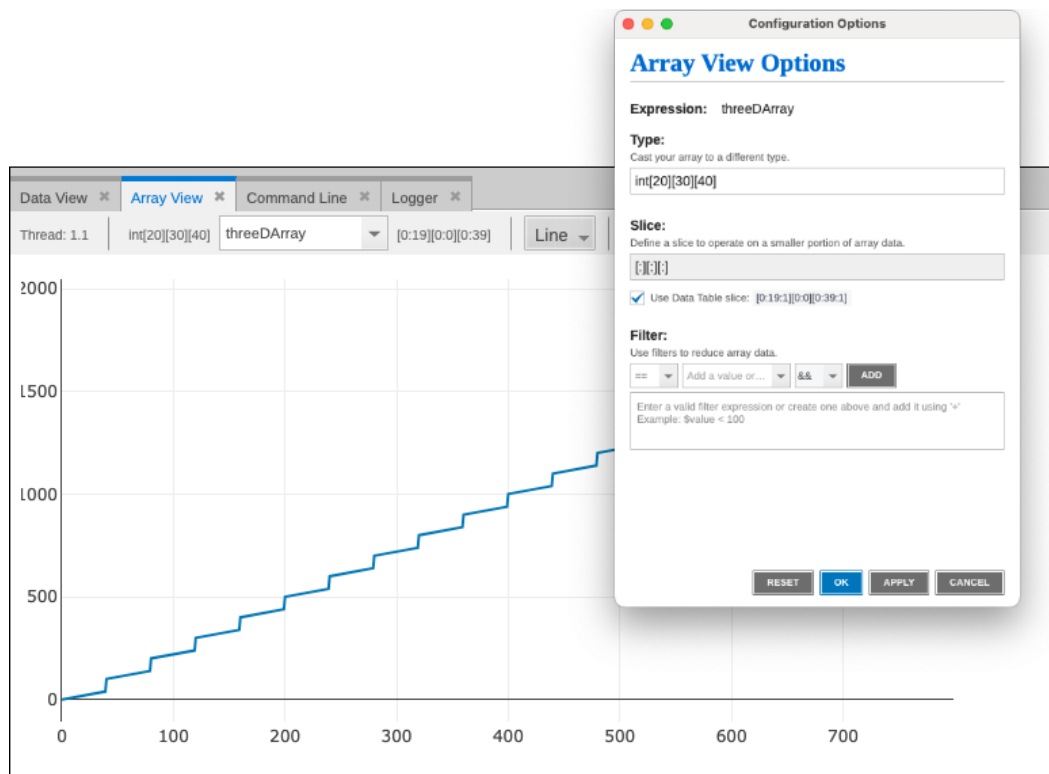 Configuration Options
Array View Options
Expression: threeDArray
Type:
Cast your array to a different type.
int[20][30][40]
Slice:
Define a slice to operate on a smaller portion of array data.
[:][:][:]
Use Data Table slice: [0:19:1][0:0][0:39:1]
Filter:
Use filters to reduce array data.
== Add a value or... && ADD
Enter a valid filter expression or create one above and add it using '+'
Example: $value < 100
RESET OK APPLY CANCEL
Data View Array View Command Line Logger
Thread: 1.1 int[20][30][40] threeDArray [0:19][0:0][0:39] Line
2000
1500
1000
500
0
0 100 200 300 400 500 600 700